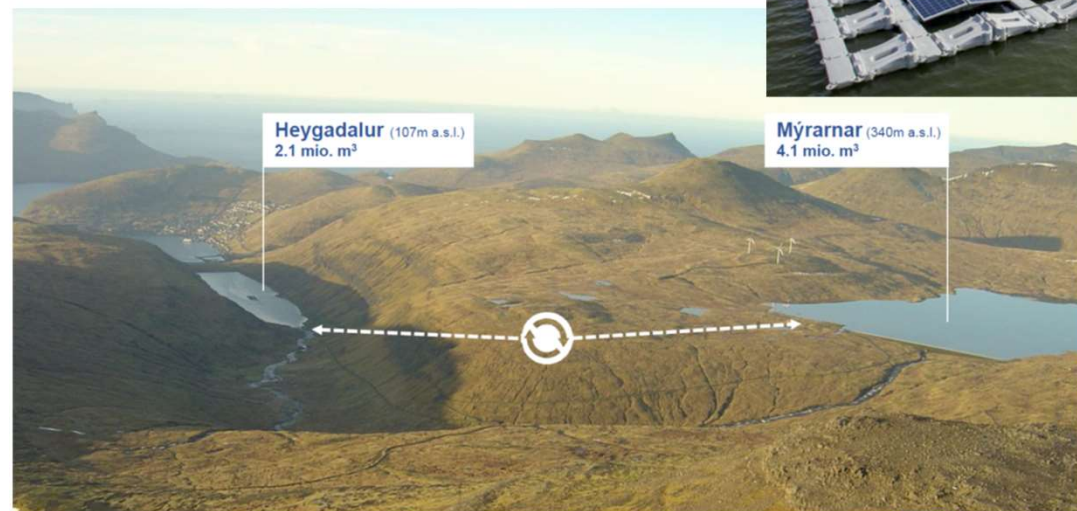 Heygadalur (107m a.s.l.)
2.1 mio. m³
Mýrarnar (340m a.s.l.)
4.1 mio. m³